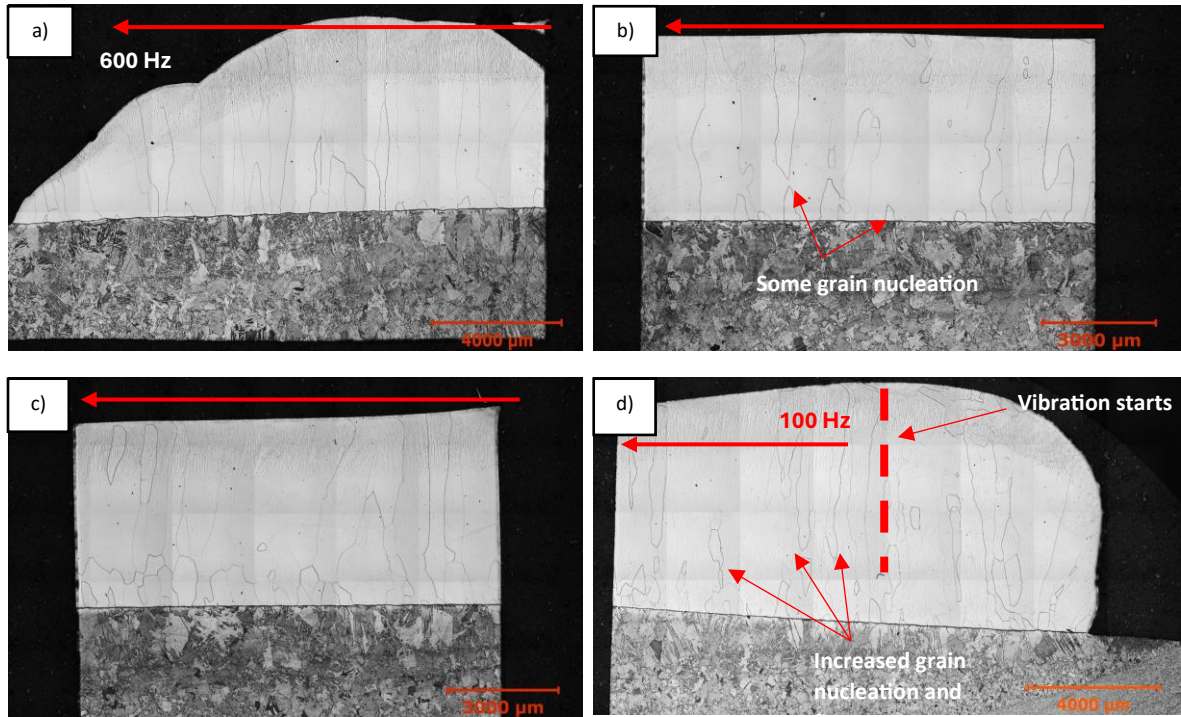 a)
600 Hz
4000 µm
b)
Some grain nucleation
3000 µm
c)
3000 µm
d)
Vibration starts
100 Hz
Increased grain
nucleation and
4000 µm